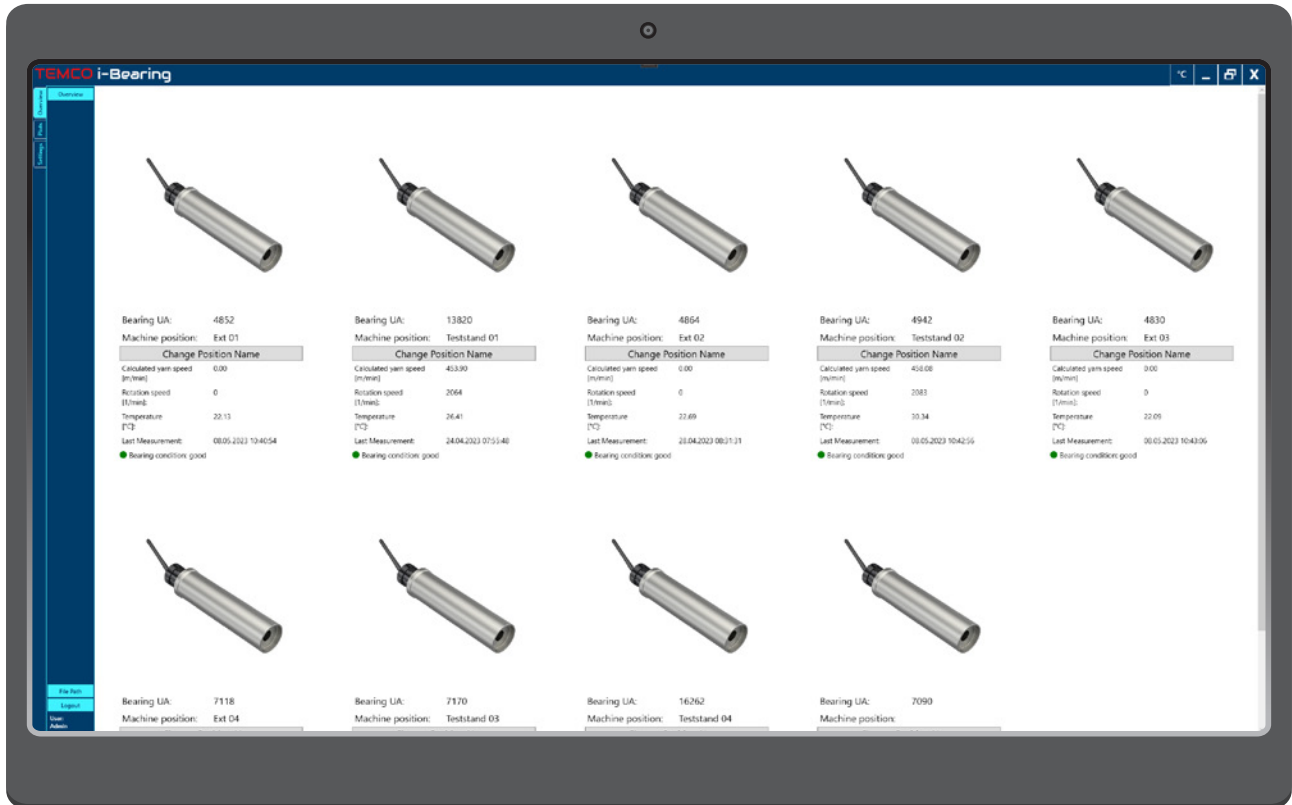 TEMCO i-Bearing
°C
X
Overview
Overview
Plots
Settings
Bearing UA: 4852
Machine position: Ext 01
Change Position Name
Calculated yarn speed 0.00
[m/min]
Rotation speed 0
[1/min]:
Temperature 22.13
[°C]:
Last Measurement: 08.05.2023 10:40:54
Bearing condition: good
Bearing UA: 13820
Machine position: Teststand 01
Change Position Name
Calculated yarn speed 453.90
[m/min]
Rotation speed 2064
[1/min]:
Temperature 26.41
[°C]:
Last Measurement: 24.04.2023 07:55:48
Bearing condition: good
Bearing UA: 4864
Machine position: Ext 02
Change Position Name
Calculated yarn speed 0.00
[m/min]
Rotation speed 0
[1/min]:
Temperature 22.69
[°C]:
Last Measurement: 28.04.2023 08:31:31
Bearing condition: good
Bearing UA: 4942
Machine position: Teststand 02
Change Position Name
Calculated yarn speed 458.08
[m/min]
Rotation speed 2083
[1/min]:
Temperature 30.34
[°C]:
Last Measurement: 08.05.2023 10:42:56
Bearing condition: good
Bearing UA: 4830
Machine position: Ext 03
Change Position Name
Calculated yarn speed 0.00
[m/min]
Rotation speed 0
[1/min]:
Temperature 22.09
[°C]:
Last Measurement: 08.05.2023 10:43:06
Bearing condition: good
Bearing UA: 7118
Machine position: Ext 04
Bearing UA: 7170
Machine position: Teststand 03
Bearing UA: 16262
Machine position: Teststand 04
Bearing UA: 7090
Machine position:
File Path
Logout
User:
Admin